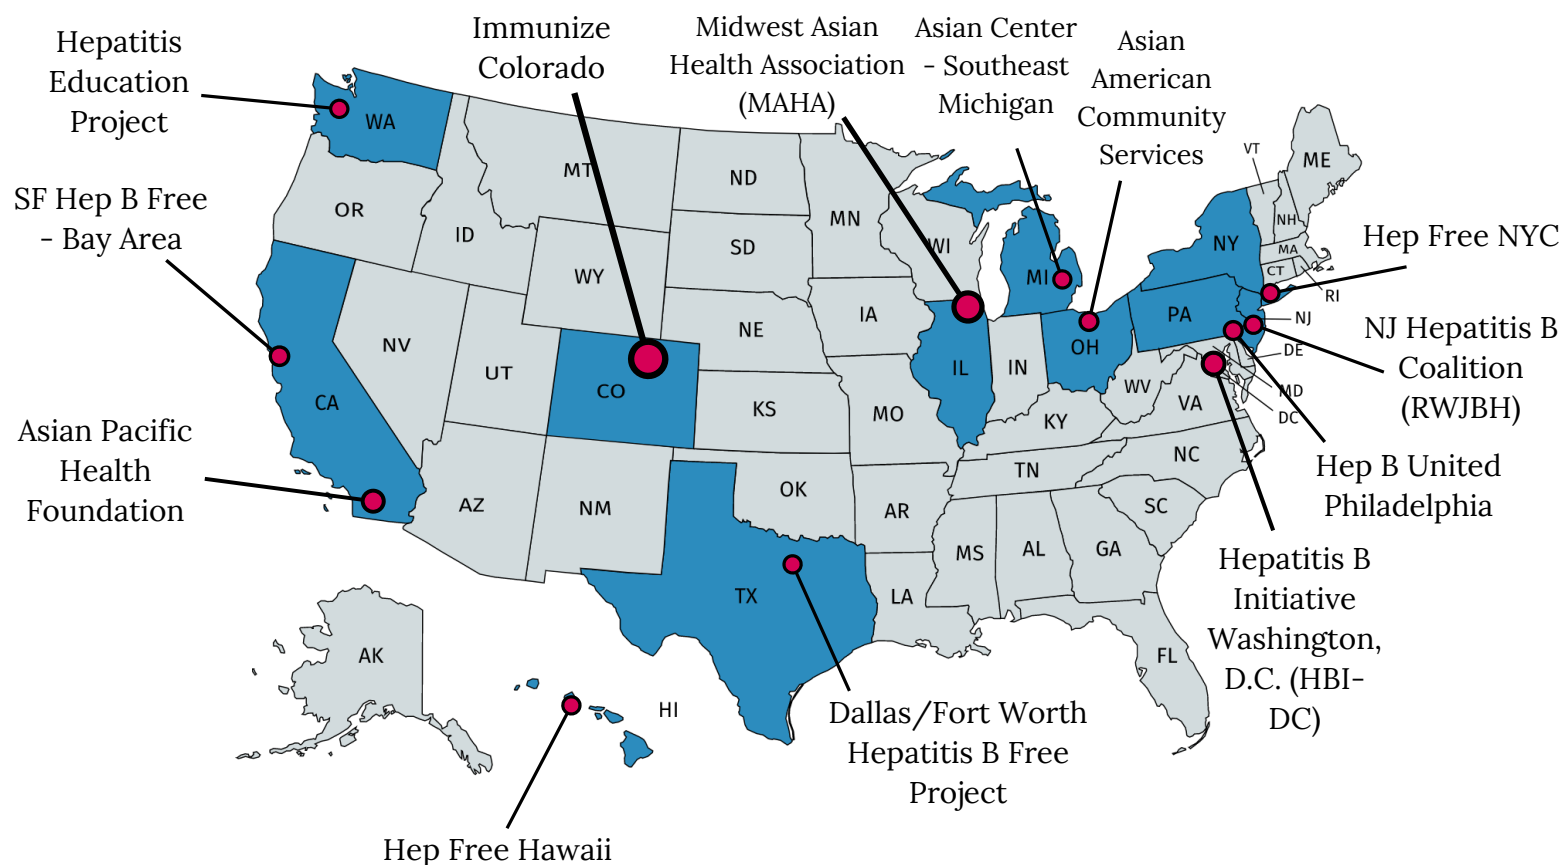 Hepatitis
Education
Project
Immunize
Colorado
Midwest Asian
Health Association
(MAHA)
Asian Center
- Southeast
Michigan
Asian
American
Community
Services
SF Hep B Free
- Bay Area
Hep Free NYC
NJ Hepatitis B
Coalition
(RWJBH)
Asian Pacific
Health
Foundation
Hep B United
Philadelphia
Hepatitis B
Initiative
Washington,
D.C. (HBI-
DC)
Dallas/Fort Worth
Hepatitis B Free
Project
Hep Free Hawaii
WA
OR
ID
MT
ND
MN
WI
MI
VT
ME
NH
MA
CT
RI
NY
SD
WY
NE
IA
PA
NJ
DE
MD
DC
NV
UT
CO
CA
KS
MO
IL
IN
OH
WV
VA
KY
NC
TN
SC
AZ
NM
OK
AR
MS
AL
GA
TX
LA
FL
AK
HI